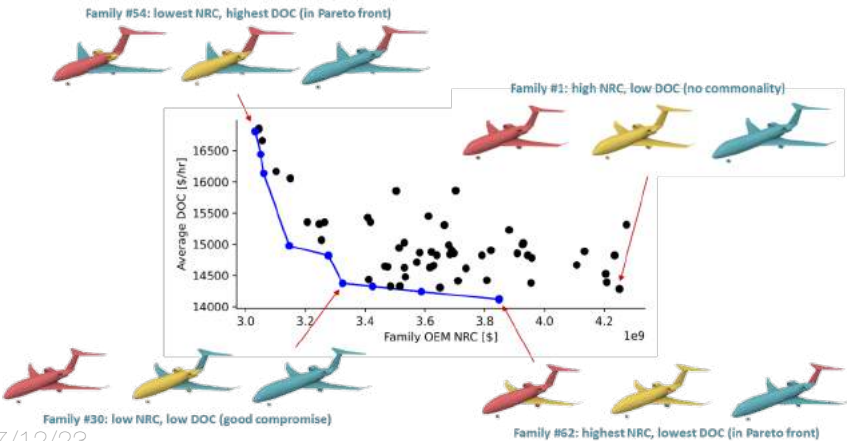 Family #54: lowest NRC, highest DOC (in Pareto front)
Family #1: high NRC, low DOC (no commonality)
16500
16000
15500
15000
14500
14000
Average DOC [$/hr]
3.0 3.2 3.4 3.6 3.8 4.0 4.2
1e9
Family OEM NRC [$]
Family #30: low NRC, low DOC (good compromise)
Family #62: highest NRC, lowest DOC (in Pareto front)
7/12/23